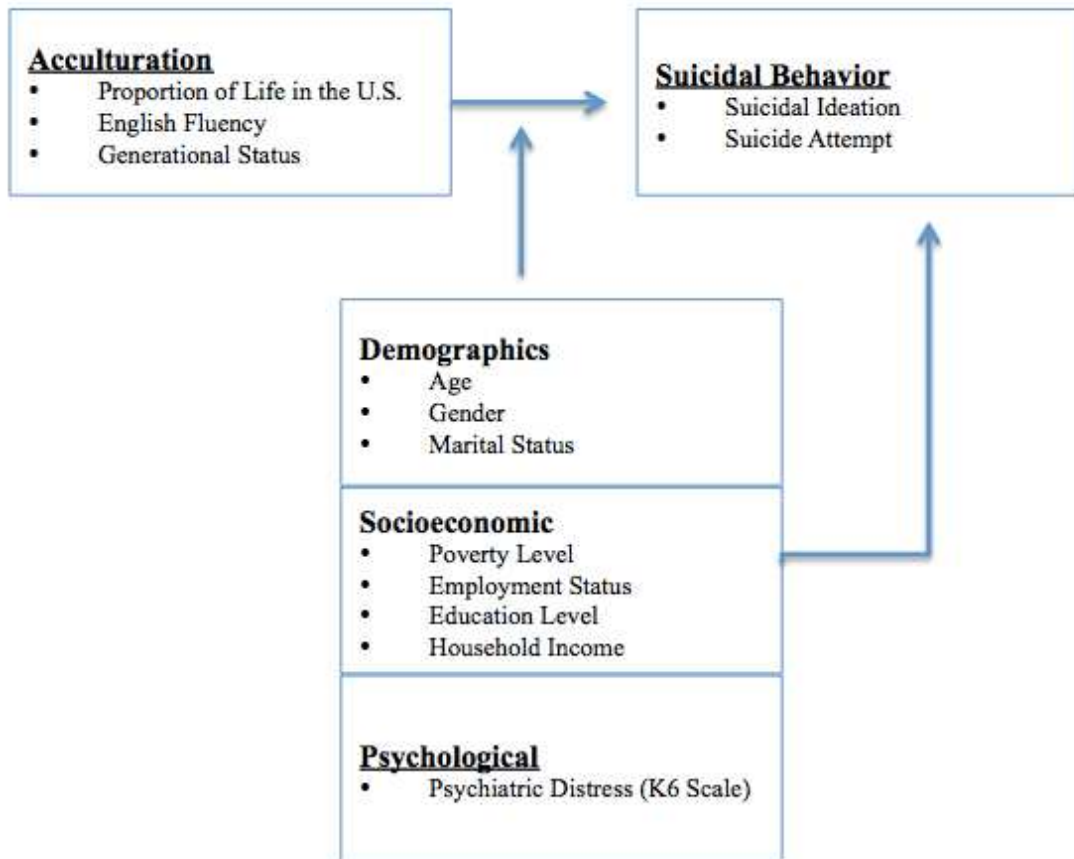 Acculturation
• Proportion of Life in the U.S.
• English Fluency
• Generational Status
Suicidal Behavior
• Suicidal Ideation
• Suicide Attempt
Demographics
• Age
• Gender
• Marital Status
Socioeconomic
• Poverty Level
• Employment Status
• Education Level
• Household Income
Psychological
• Psychiatric Distress (K6 Scale)